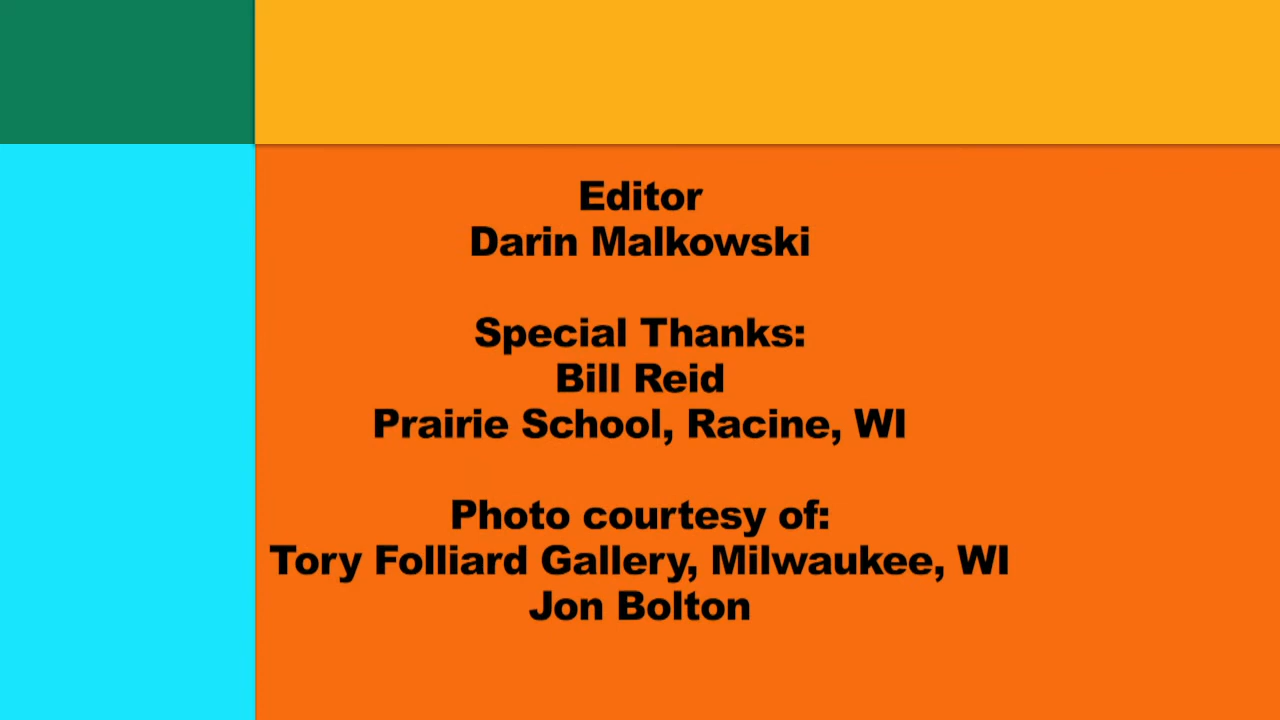 Editor
Darin Malkowski
Special Thanks:
Bill Reid
Prairie School, Racine, WI
Photo courtesy of:
Tory Folliard Gallery, Milwaukee, WI
Jon Bolton